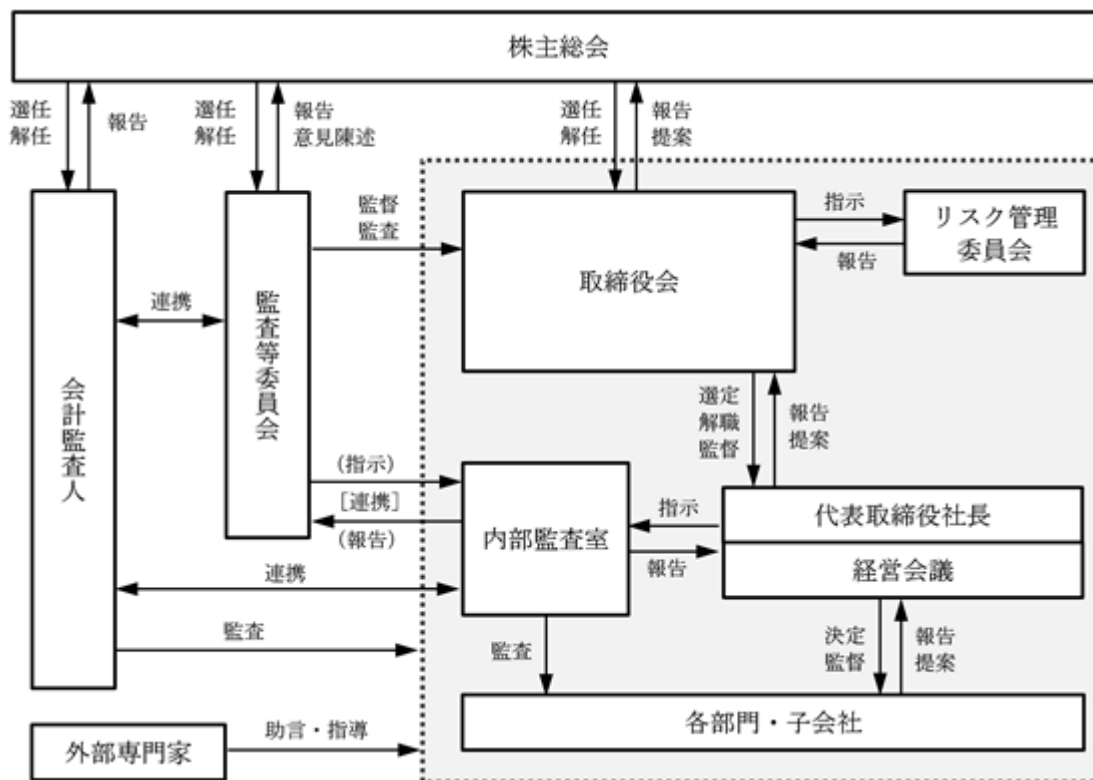 株主総会
選任
解任
報告
選任
解任
報告
意見陳述
選任
解任
報告
提案
会計監査人
監査等委員会
連携
監督
監査
取締役会
指示
報告
リスク管理
委員会
選定
解職
監督
報告
提案
(指示)
[連携]
(報告)
連携
監査
内部監査室
指示
報告
代表取締役社長
経営会議
監査
決定
監督
報告
提案
各部門・子会社
外部専門家
助言・指導